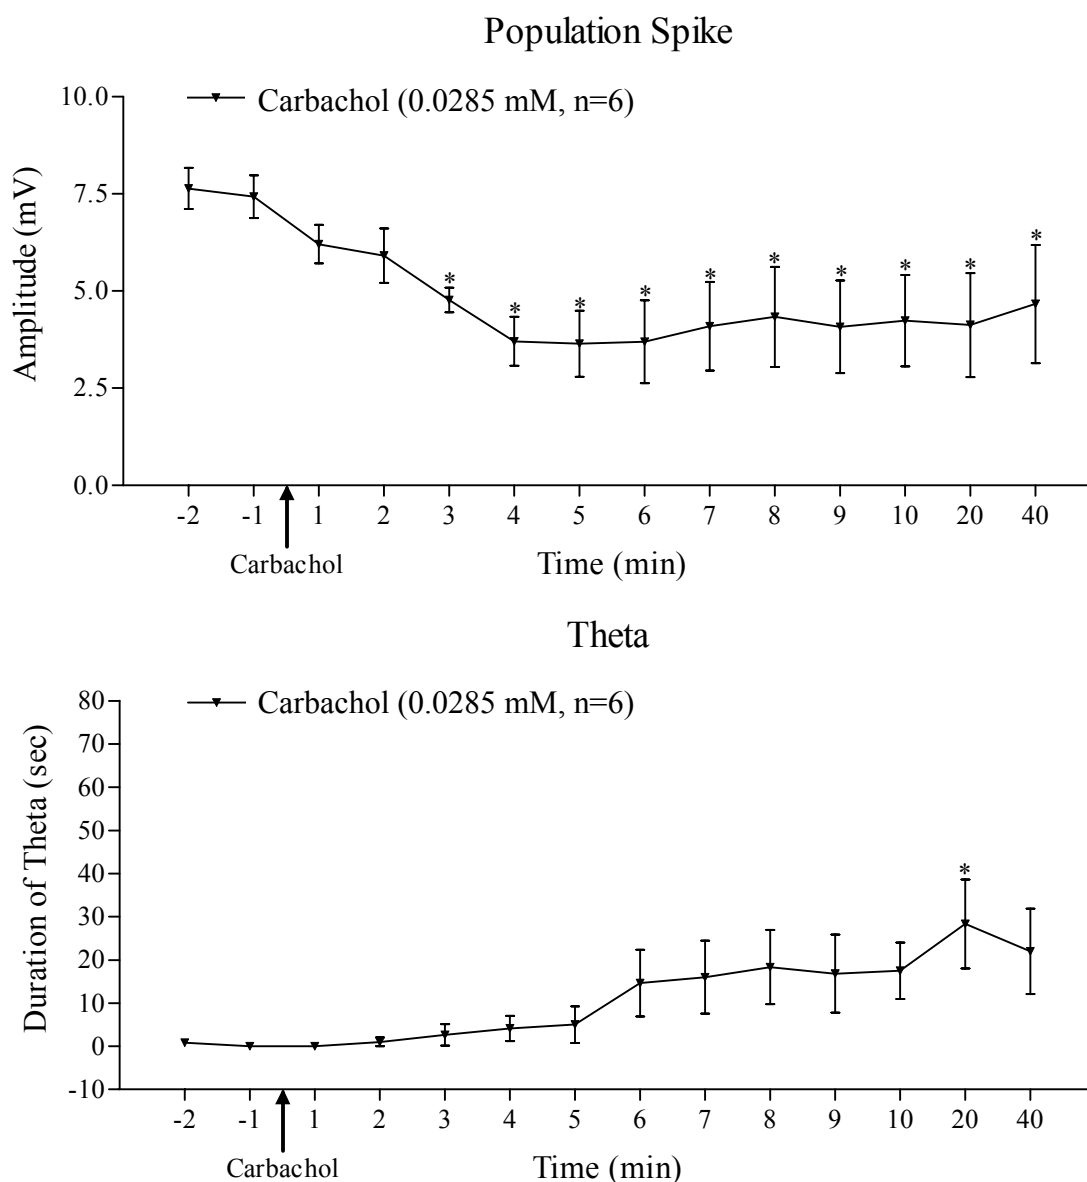 Population Spike
Carbachol (0.0285 mM, n=6)
Amplitude (mV)
10.0
7.5
5.0
2.5
0.0
* * * * * * * * * *
-2 -1 1 2 3 4 5 6 7 8 9 10 20 40
Carbachol
Time (min)
Theta
Carbachol (0.0285 mM, n=6)
Duration of Theta (sec)
80
70
60
50
40
30
20
10
0
-10
*
-2 -1 1 2 3 4 5 6 7 8 9 10 20 40
Carbachol
Time (min)